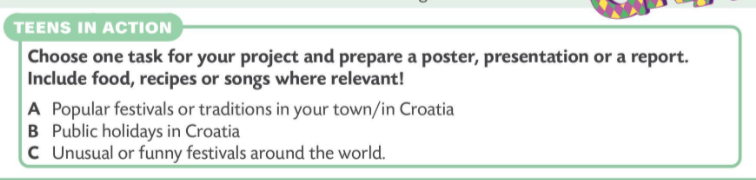 TEENS IN ACTION
Choose one task for your project and prepare a poster, presentation or a report.
Include food, recipes or songs where relevant!
A Popular festivals or traditions in your town/in Croatia
B Public holidays in Croatia
C Unusual or funny festivals around the world.